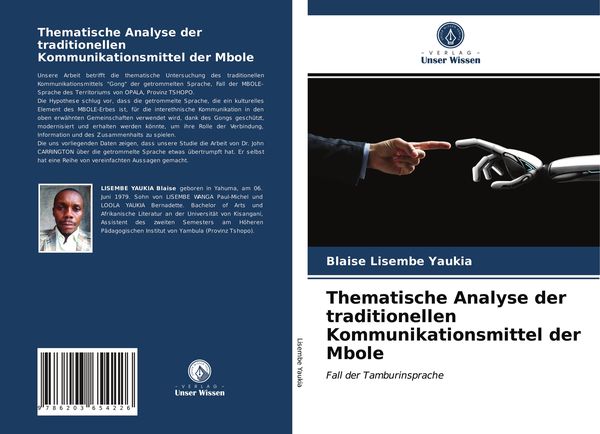 Thematische Analyse der
traditionellen
Kommunikationsmittel der Mbole
Unsere Arbeit betrifft die thematische Untersuchung des traditionellen
Kommunikationsmittels "Gong" der getrommelten Sprache, Fall der MBOLE-
Sprache des Territoriums von OPALA, Provinz TSHOPO.
Die Hypothese schlug vor, dass die getrommelte Sprache, die ein kulturelles
Element des MBOLE-Erbes ist, für die interethnische Kommunikation in den
oben erwähnten Gemeinschaften verwendet wird, dank des Gongs geschützt,
modernisiert und erhalten werden könnte, um ihre Rolle der Verbindung,
Information und des Zusammenhalts zu spielen.
Die uns vorliegenden Daten zeigen, dass unsere Studie die Arbeit von Dr. John
CARRINGTON über die getrommelte Sprache etwas übertrumpft hat. Er selbst
hat eine Reihe von vereinfachten Aussagen gemacht.
LISEMBE YAUKIA Blaise geboren in Yahuma, am 06.
Juni 1979. Sohn von LISEMBE WANGA Paul-Michel und
LOOLA YAUKIA Bernadette. Bachelor of Arts und
Afrikanische Literatur an der Universität von Kisangani,
Assistent des zweiten Semesters am Höheren
Pädagogischen Institut von Yambula (Provinz Tshopo).
9 786203 654226
VERLAG
Unser Wissen
Lisembe Yaukia
VERLAG
Unser Wissen
Blaise Lisembe Yaukia
Thematische Analyse der
traditionellen
Kommunikationsmittel der
Mbole
Fall der Tamburinsprache